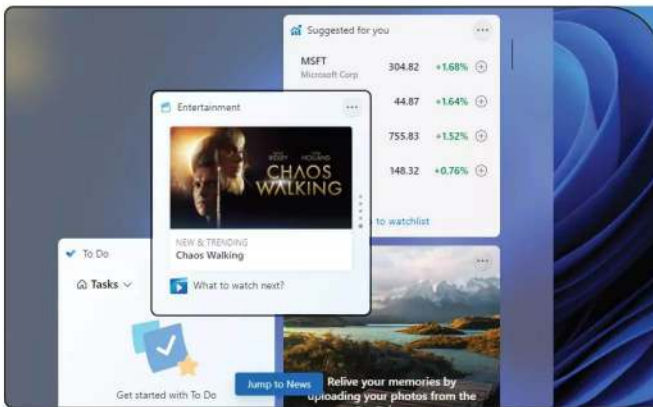 Suggested for you
MSFT
Microsoft Corp
304.82 +1.68%
44.87 +1.64%
755.83 +1.52%
148.32 +0.76%
to watchlist
Entertainment
RIDLEY HOLLAND
CHAOS
WALKING
NEW & TRENDING
Chaos Walking
What to watch next?
To Do
Tasks
Get started with To Do
Jump to News
Relive your memories by
uploading your photos from the